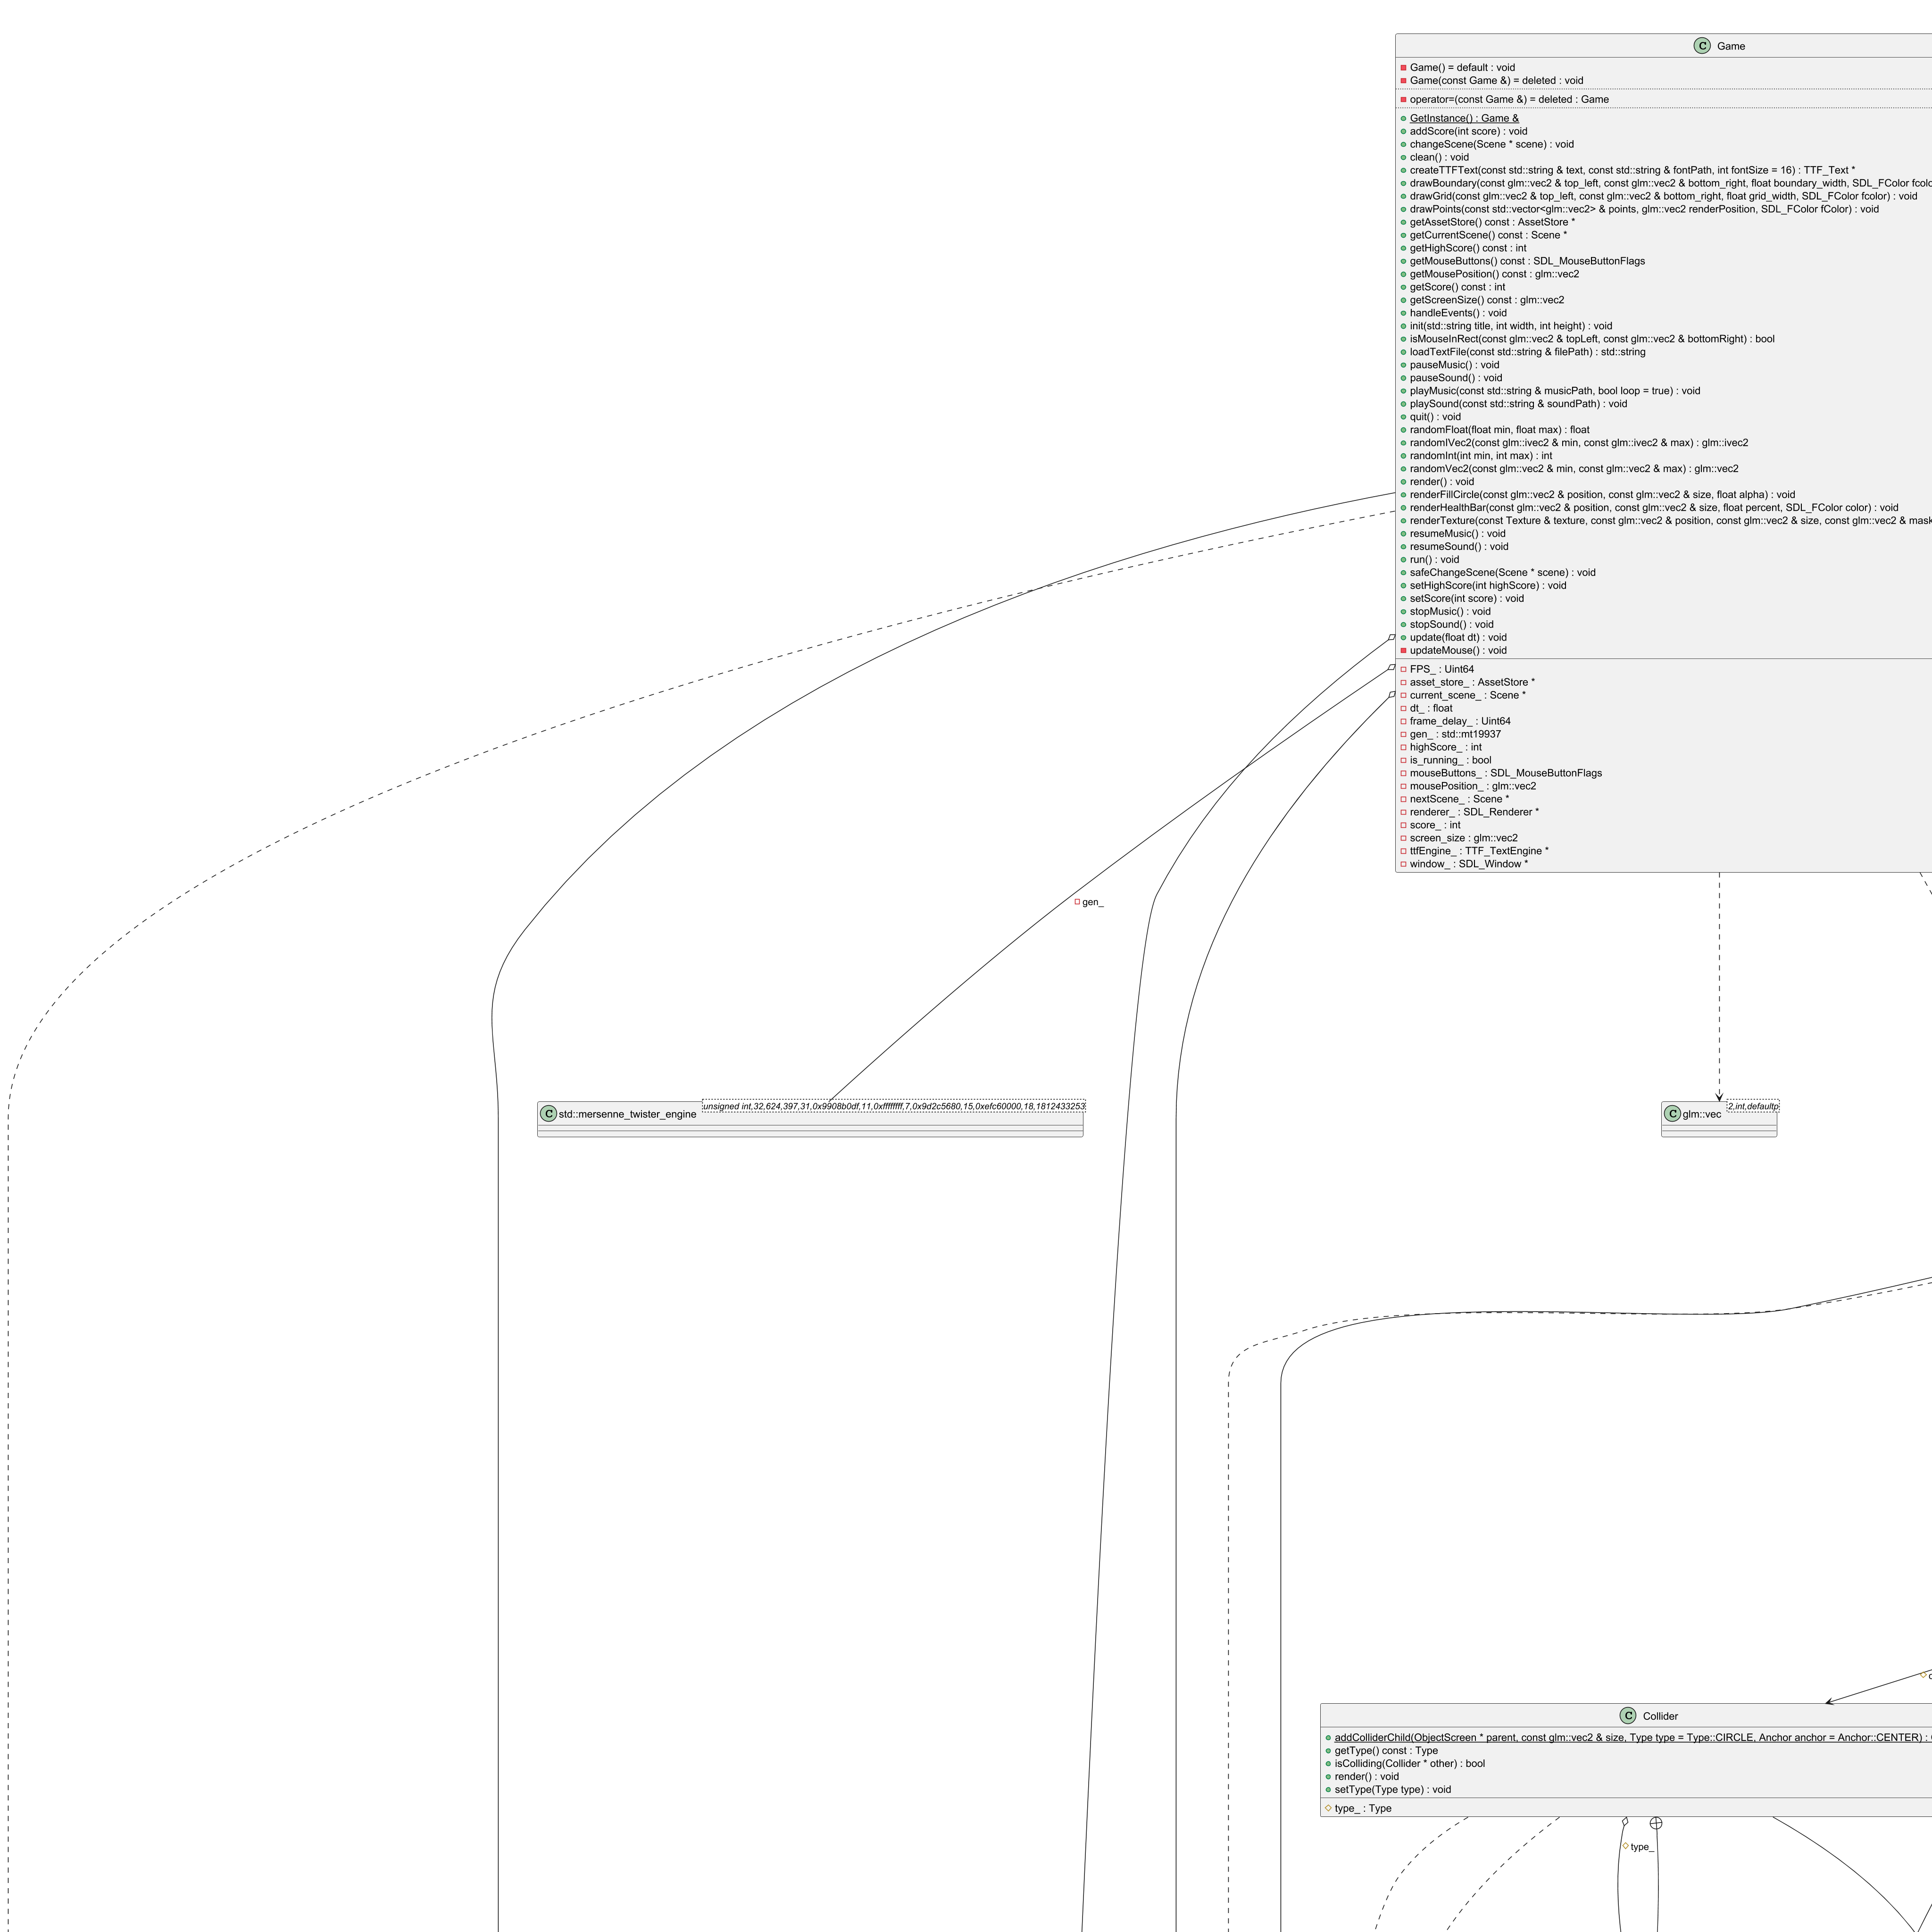 C Game
Game() = default : void
Game(const Game &) = deleted : void
operator=(const Game &) = deleted : Game
GetInstance() : Game &
addScore(int score) : void
changeScene(Scene * scene) : void
clean() : void
createTTFText(const std::string & text, const std::string & fontPath, int fontSize = 16) : TTF_Text *
drawBoundary(const glm::vec2 & top_left, const glm::vec2 & bottom_right, float boundary_width, SDL_FColor fcolo
drawGrid(const glm::vec2 & top_left, const glm::vec2 & bottom_right, float grid_width, SDL_FColor fcolor) : void
drawPoints(const std::vector<glm::vec2> & points, glm::vec2 renderPosition, SDL_FColor fColor) : void
getAssetStore() const : AssetStore *
getCurrentScene() const : Scene *
getHighScore() const : int
getMouseButtons() const : SDL_MouseButtonFlags
getMousePosition() const : glm::vec2
getScore() const : int
getScreenSize() const : glm::vec2
handleEvents() : void
init(std::string title, int width, int height) : void
isMouseInRect(const glm::vec2 & topLeft, const glm::vec2 & bottomRight) : bool
loadTextFile(const std::string & filePath) : std::string
pauseMusic() : void
pauseSound() : void
playMusic(const std::string & musicPath, bool loop = true) : void
playSound(const std::string & soundPath) : void
quit() : void
randomFloat(float min, float max) : float
randomIVec2(const glm::ivec2 & min, const glm::ivec2 & max) : glm::ivec2
randomInt(int min, int max) : int
randomVec2(const glm::vec2 & min, const glm::vec2 & max) : glm::vec2
render() : void
renderFillCircle(const glm::vec2 & position, const glm::vec2 & size, float alpha) : void
renderHealthBar(const glm::vec2 & position, const glm::vec2 & size, float percent, SDL_FColor color) : void
renderTexture(const Texture & texture, const glm::vec2 & position, const glm::vec2 & size, const glm::vec2 & mask
resumeMusic() : void
resumeSound() : void
run() : void
safeChangeScene(Scene * scene) : void
setHighScore(int highScore) : void
setScore(int score) : void
stopMusic() : void
stopSound() : void
update(float dt) : void
updateMouse() : void
FPS_ : Uint64
asset_store_ : AssetStore *
current_scene_ : Scene *
dt_ : float
frame_delay_ : Uint64
gen_ : std::mt19937
highScore_ : int
is_running_ : bool
mouseButtons_ : SDL_MouseButtonFlags
mousePosition_ : glm::vec2
nextScene_ : Scene *
renderer_ : SDL_Renderer *
score_ : int
screen_size : glm::vec2
ttfEngine_ : TTF_TextEngine *
window_ : SDL_Window *
gen_
C std::mersenne_twister_engine unsigned int,32,624,397,31,0x9908b0df,11,0xffffffff,7,0x9d2c5680,15,0xefc60000,18,1812433253
C glm::vec 2,int,defaultp
C Collider
addColliderChild(ObjectScreen * parent, const glm::vec2 & size, Type type = Type::CIRCLE, Anchor anchor = Anchor::CENTER) :
getType() const : Type
isColliding(Collider * other) : bool
render() : void
setType(Type type) : void
type_ : Type
type_